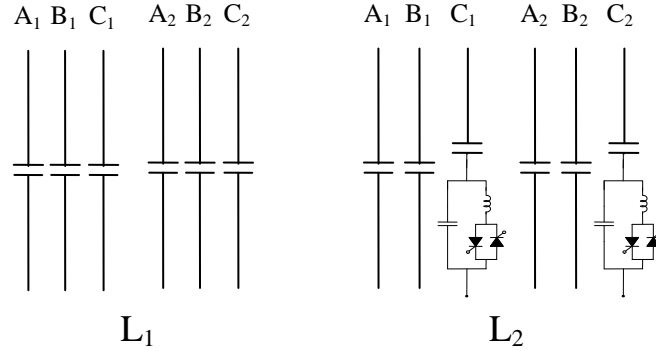 A₁ B₁ C₁ A₂ B₂ C₂ A₁ B₁ C₁ A₂ B₂ C₂
L₁ L₂